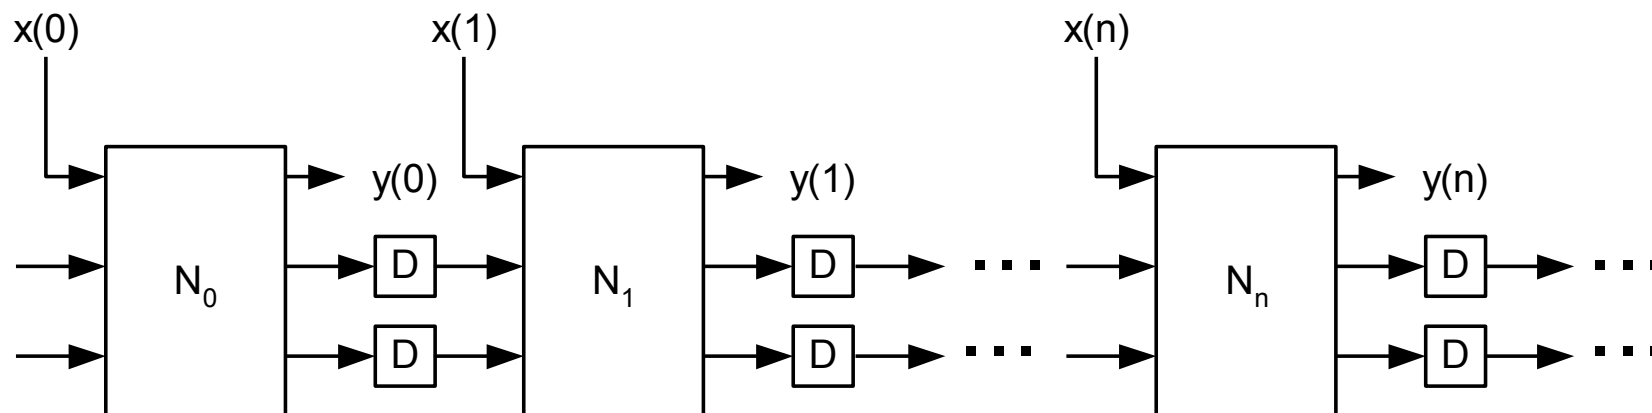 x(0) x(1) x(n)
y(0) y(1) y(n)
D D D
N₀ N₁ Nₙ
D D D